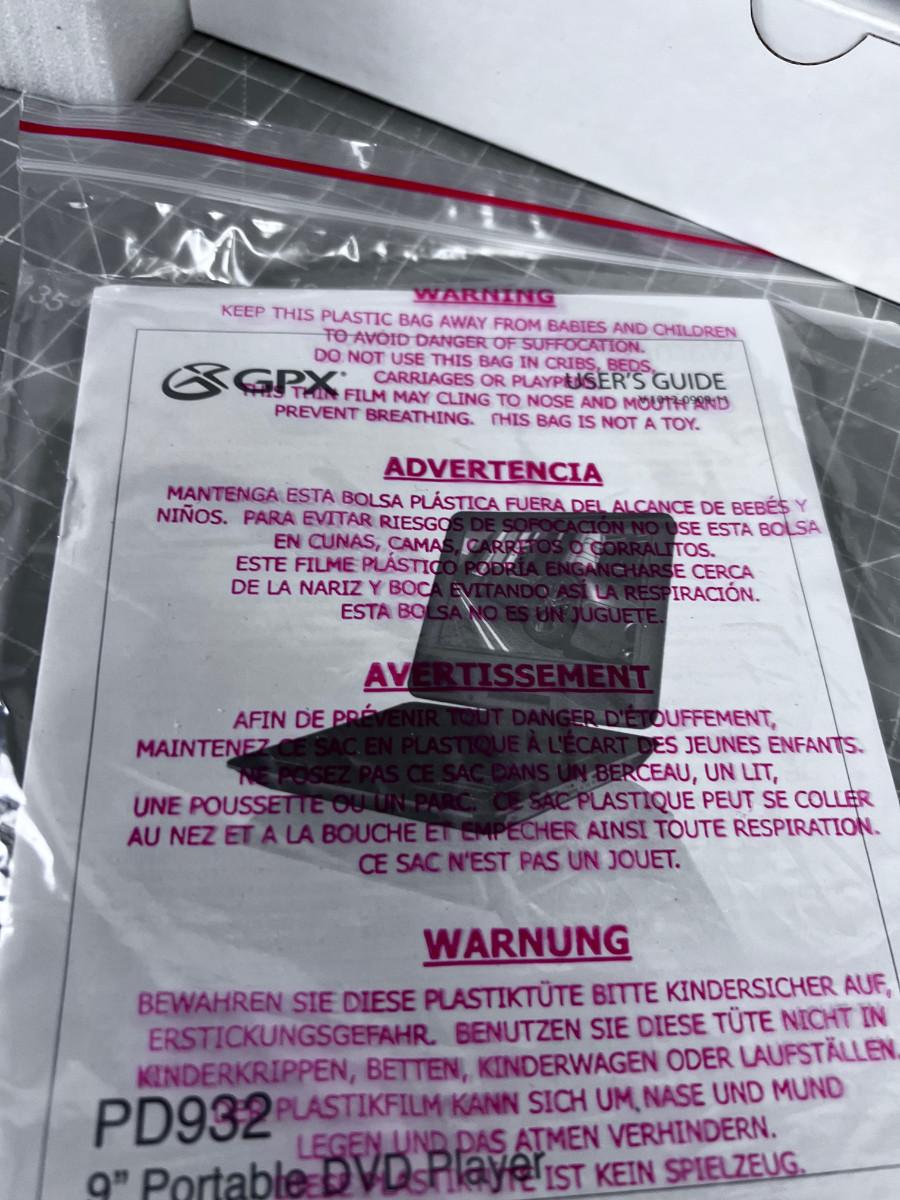 WARNING
KEEP THIS PLASTIC BAG AWAY FROM BABIES AND CHILDREN
TO AVOID DANGER OF SUFFOCATION.
DO NOT USE THIS BAG IN CRIBS, BEDS,
CARRIAGES OR
GPX
USER'S GUIDE
THIS THIN FILM MAY CLING TO NOSE AND MOUTH AND
PREVENT BREATHING. THIS BAG IS NOT A TOY.
ADVERTENCIA
MANTENGA ESTA BOLSA PLÁSTICA FUERA DEL ALCANCE DE BEBÉS Y
NIÑOS. PARA EVITAR RIESGOS DE SOFOCACIÓN NO USE ESTA BOLSA
EN CUNAS, CAMAS, CARRITOS O CORRALITOS.
ESTE FILME PLÁSTICO PODRÍA ENGANCHARSE CERCA
DE LA NARIZ Y BOCA EVITANDO ASÍ LA RESPIRACIÓN.
ESTA BOLSA NO ES UN JUGUETE.
AVERTISSEMENT
AFIN DE PRÉVENIR TOUT DANGER D'ÉTOUFFEMENT,
MAINTENEZ CE SAC EN PLASTIQUE À L'ÉCART DES JEUNES ENFANTS.
NE POSEZ PAS CE SAC DANS UN BERCEAU, UN LIT,
UNE POUSSETTE OU UN PARC. CE SAC PLASTIQUE PEUT SE COLLER
AU NEZ ET A LA BOUCHE ET EMPECHER AINSI TOUTE RESPIRATION.
CE SAC N'EST PAS UN JOUET.
WARNUNG
BEWAHREN SIE DIESE PLASTIKTÜTE BITTE KINDERSICHER AUF,
ERSTICKUNGSGEFAHR. BENUTZEN SIE DIESE TÜTE NICHT IN
KINDERKRIPPEN, BETTEN, KINDERWAGEN ODER LAUFSTÄLLEN.
PLASTIKFILM KANN SICH UM NASE UND MUND
LEGEN UND DAS ATMEN VERHINDERN.
IST KEIN SPIELZEUG.
PD932
9" Portable DVD Player
35